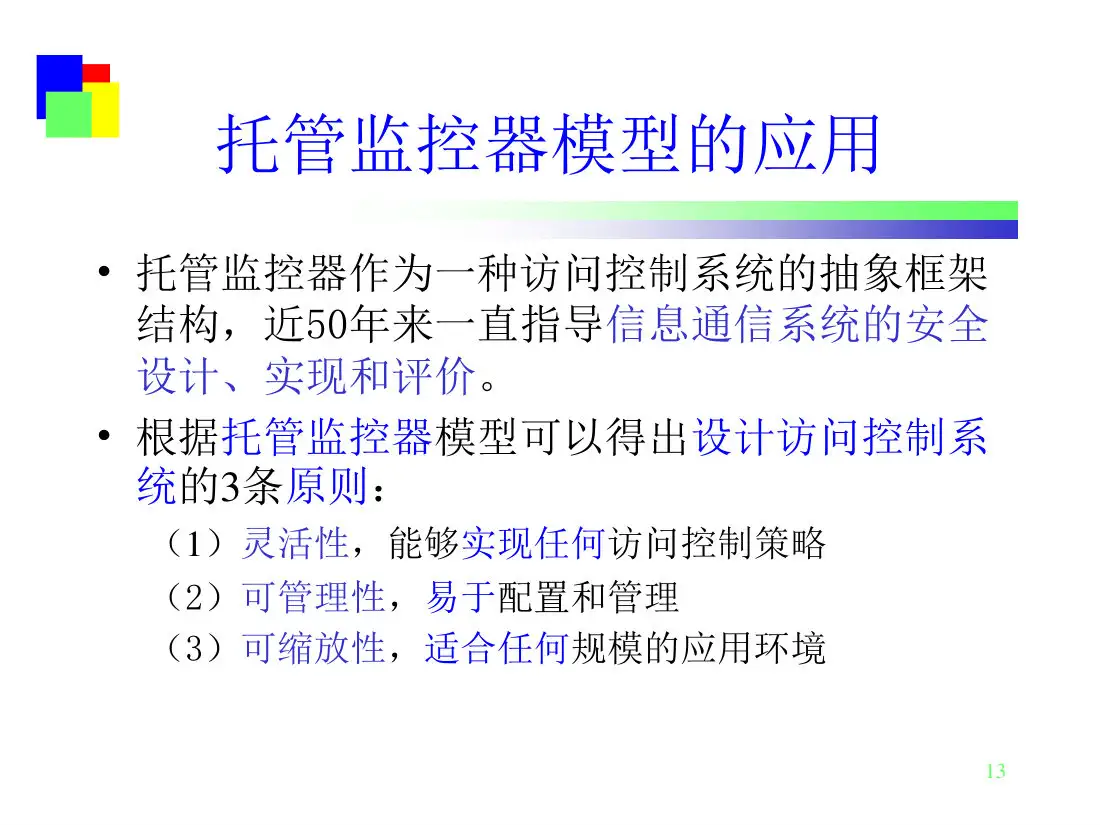 托管监控器模型的应用
• 托管监控器作为一种访问控制系统的抽象框架
结构，近50年来一直指导信息通信系统的安全
设计、实现和评价。
• 根据托管监控器模型可以得出设计访问控制系
统的3条原则：
（1）灵活性，能够实现任何访问控制策略
（2）可管理性，易于配置和管理
（3）可缩放性，适合任何规模的应用环境
13